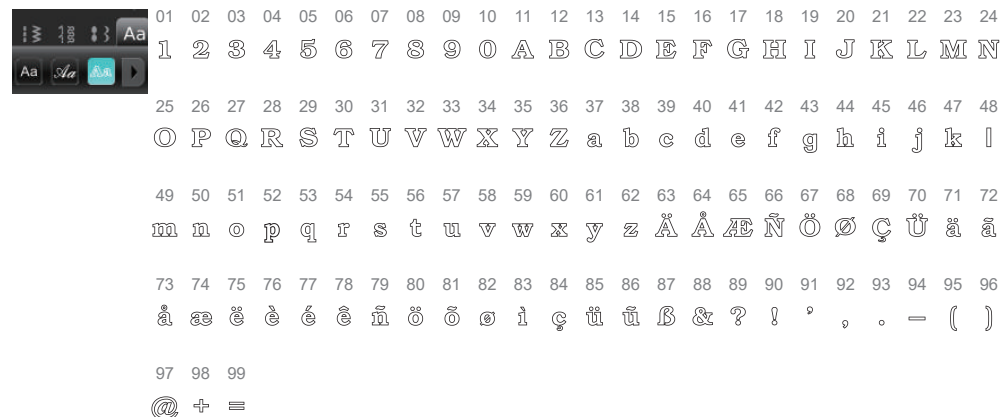 01 02 03 04 05 06 07 08 09 10 11 12 13 14 15 16 17 18 19 20 21 22 23 24
Aa
1 2 3 4 5 6 7 8 9 0 A B C D E F G H I J K L M N
Aa Aa Aa
25 26 27 28 29 30 31 32 33 34 35 36 37 38 39 40 41 42 43 44 45 46 47 48
O P Q R S T U V W X Y Z a b c d e f g h i j k l
49 50 51 52 53 54 55 56 57 58 59 60 61 62 63 64 65 66 67 68 69 70 71 72
m n o p q r s t u v w x y z Ä Å Æ Ñ Ö Ø Ç Ü ä ã
73 74 75 76 77 78 79 80 81 82 83 84 85 86 87 88 89 90 91 92 93 94 95 96
å æ ë è é ê ñ ö õ ø ì ç ü ũ ß & ? ! ’ , . – ( )
97 98 99
@ + =